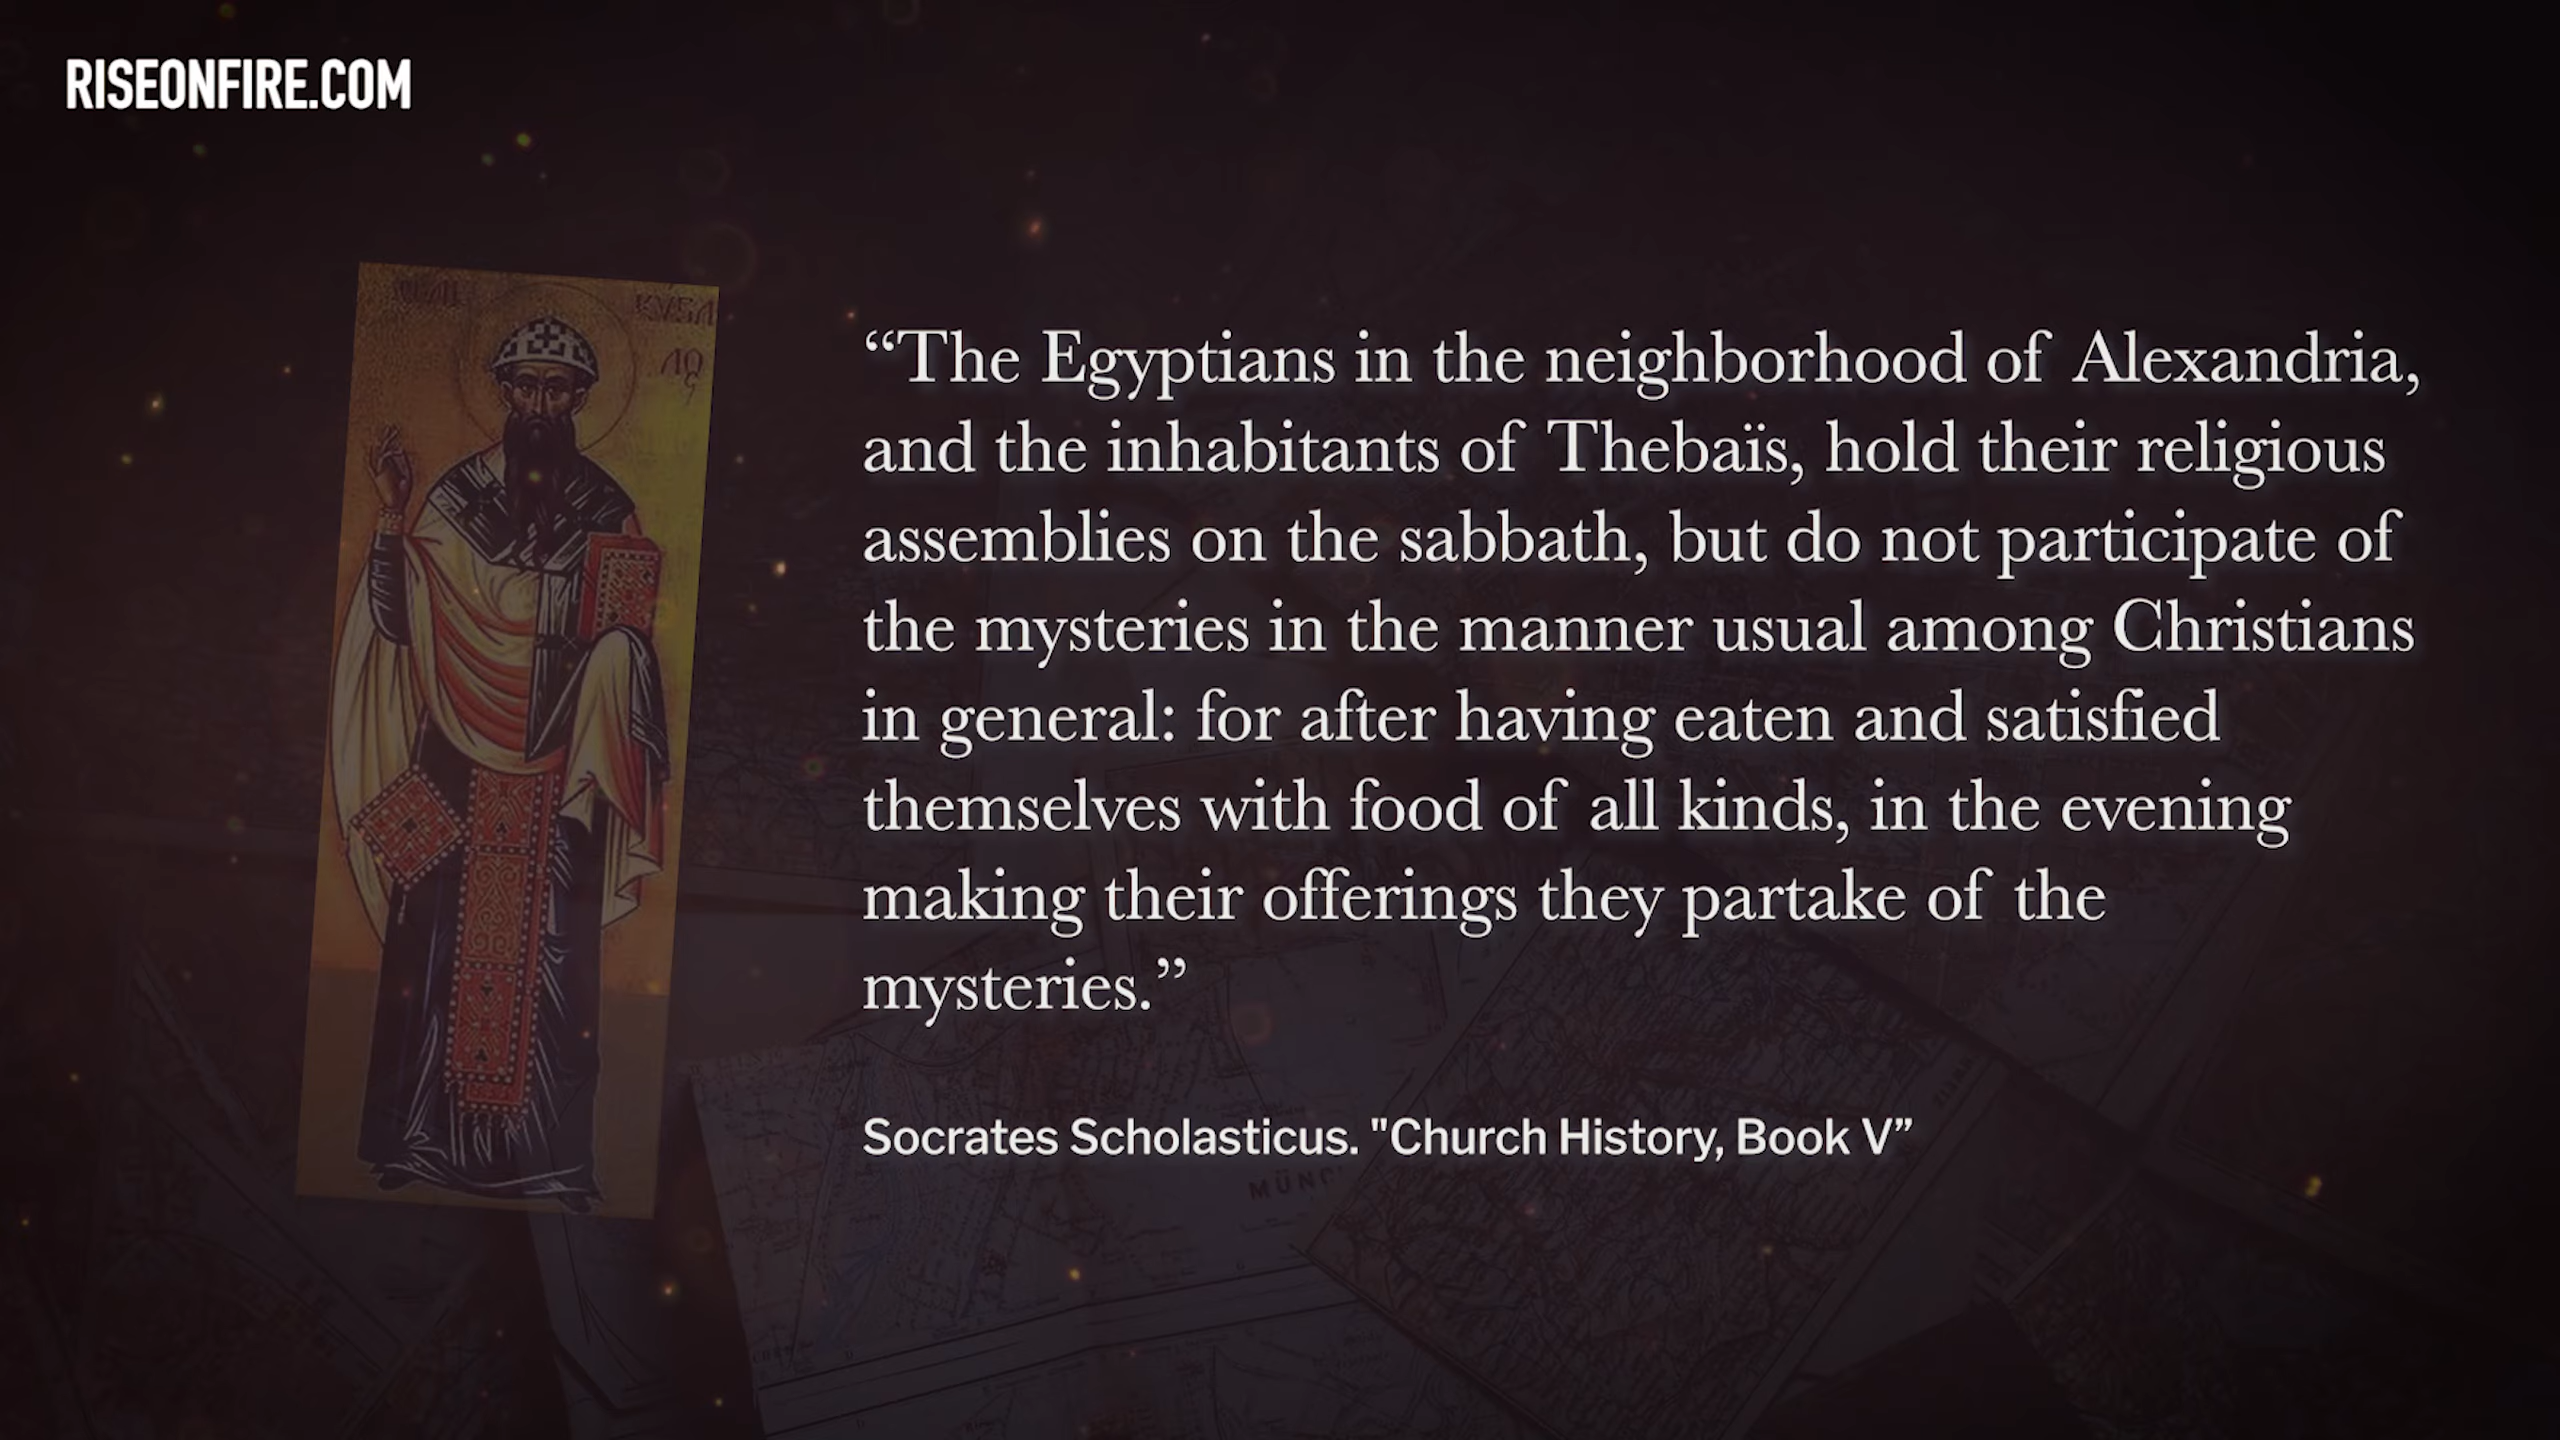 RISEONFIRE.COM
“The Egyptians in the neighborhood of Alexandria,
and the inhabitants of Thebaïs, hold their religious
assemblies on the sabbath, but do not participate of
the mysteries in the manner usual among Christians
in general: for after having eaten and satisfied
themselves with food of all kinds, in the evening
making their offerings they partake of the
mysteries.”
Socrates Scholasticus. "Church History, Book V”